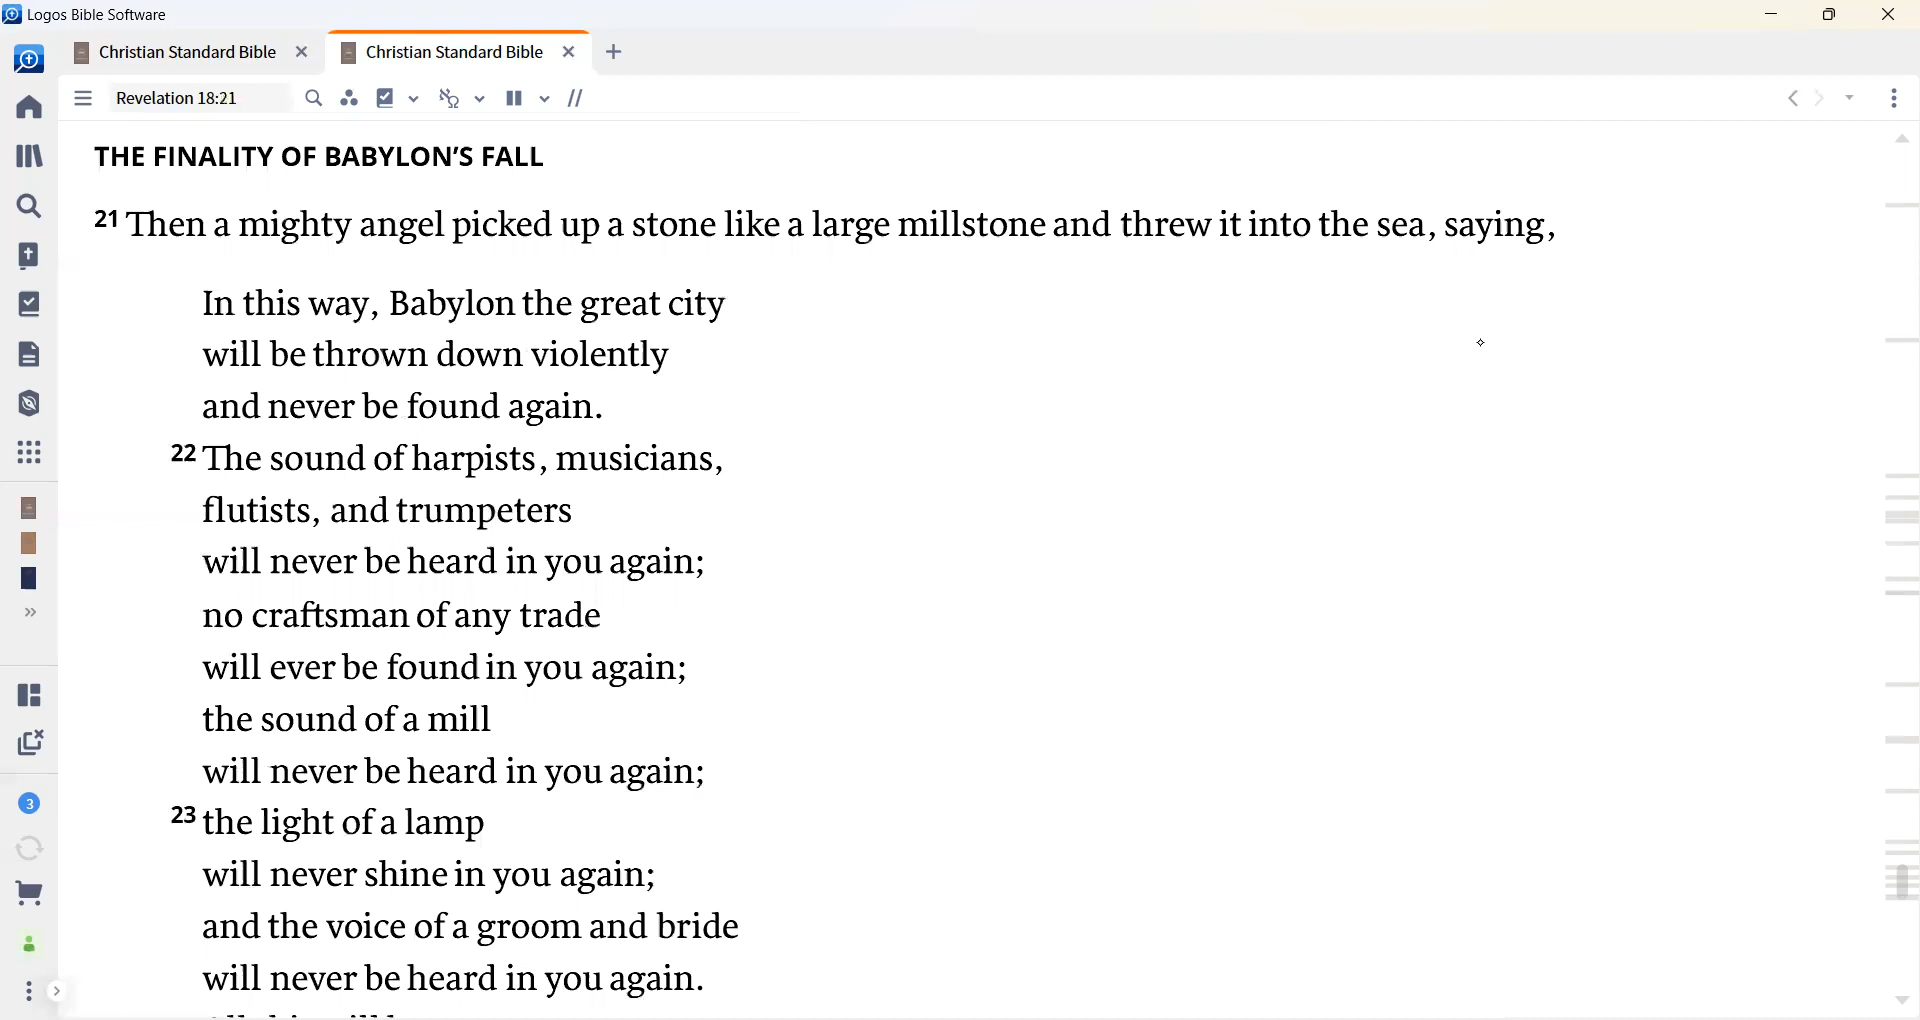 Logos Bible Software
Christian Standard Bible
Christian Standard Bible
Revelation 18:21
THE FINALITY OF BABYLON’S FALL
21 Then a mighty angel picked up a stone like a large millstone and threw it into the sea, saying,
In this way, Babylon the great city
will be thrown down violently
and never be found again.
22 The sound of harpists, musicians,
flutists, and trumpeters
will never be heard in you again;
no craftsman of any trade
will ever be found in you again;
the sound of a mill
will never be heard in you again;
23 the light of a lamp
will never shine in you again;
and the voice of a groom and bride
will never be heard in you again.
3